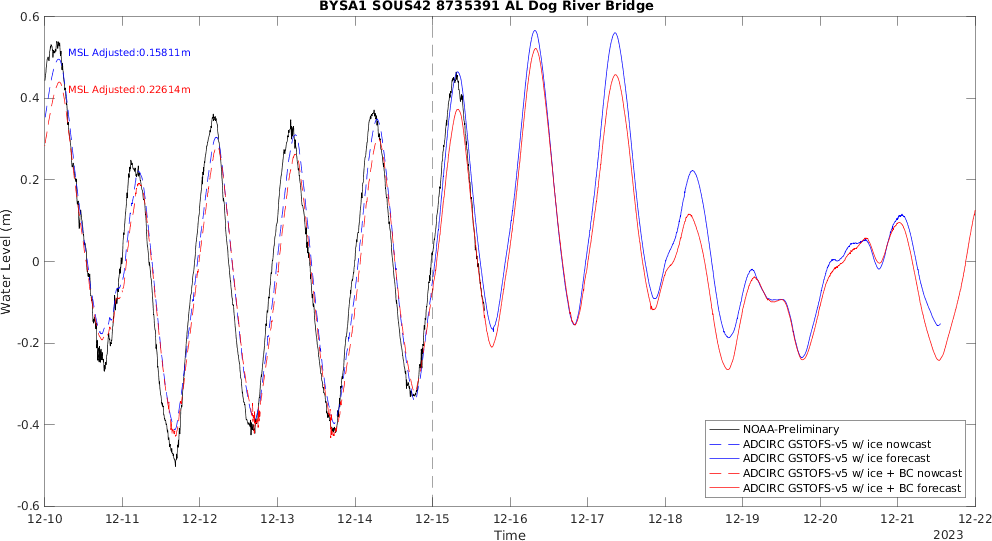 BYSA1 SOUS42 8735391 AL Dog River Bridge
0.6
0.4
0.2
0
-0.2
-0.4
-0.6
Water Level (m)
MSL Adjusted:0.15811m
MSL Adjusted:0.22614m
NOAA-Preliminary
ADCIRC GSTOFS-v5 w/ ice nowcast
ADCIRC GSTOFS-v5 w/ ice forecast
ADCIRC GSTOFS-v5 w/ ice + BC nowcast
ADCIRC GSTOFS-v5 w/ ice + BC forecast
12-10 12-11 12-12 12-13 12-14 12-15 12-16 12-17 12-18 12-19 12-20 12-21 12-22
Time
2023